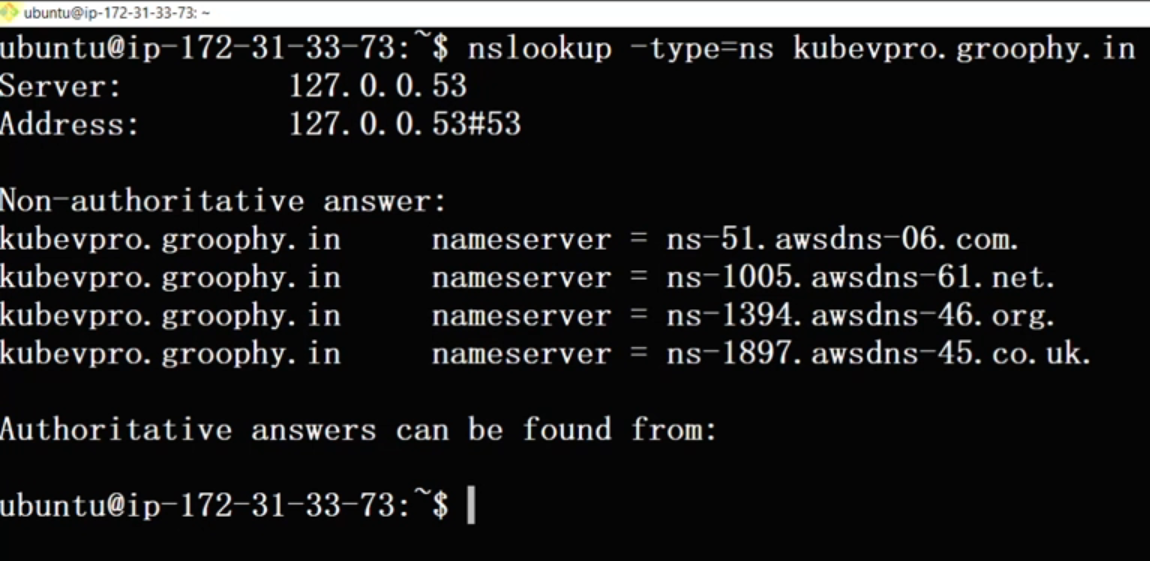 ubuntu@ip-172-31-33-73: ~
ubuntu@ip-172-31-33-73:~$ nslookup -type=ns kubevpro.groophy.in
Server:         127.0.0.53
Address:        127.0.0.53#53

Non-authoritative answer:
kubevpro.groophy.in     nameserver = ns-51.awsdns-06.com.
kubevpro.groophy.in     nameserver = ns-1005.awsdns-61.net.
kubevpro.groophy.in     nameserver = ns-1394.awsdns-46.org.
kubevpro.groophy.in     nameserver = ns-1897.awsdns-45.co.uk.

Authoritative answers can be found from:

ubuntu@ip-172-31-33-73:~$